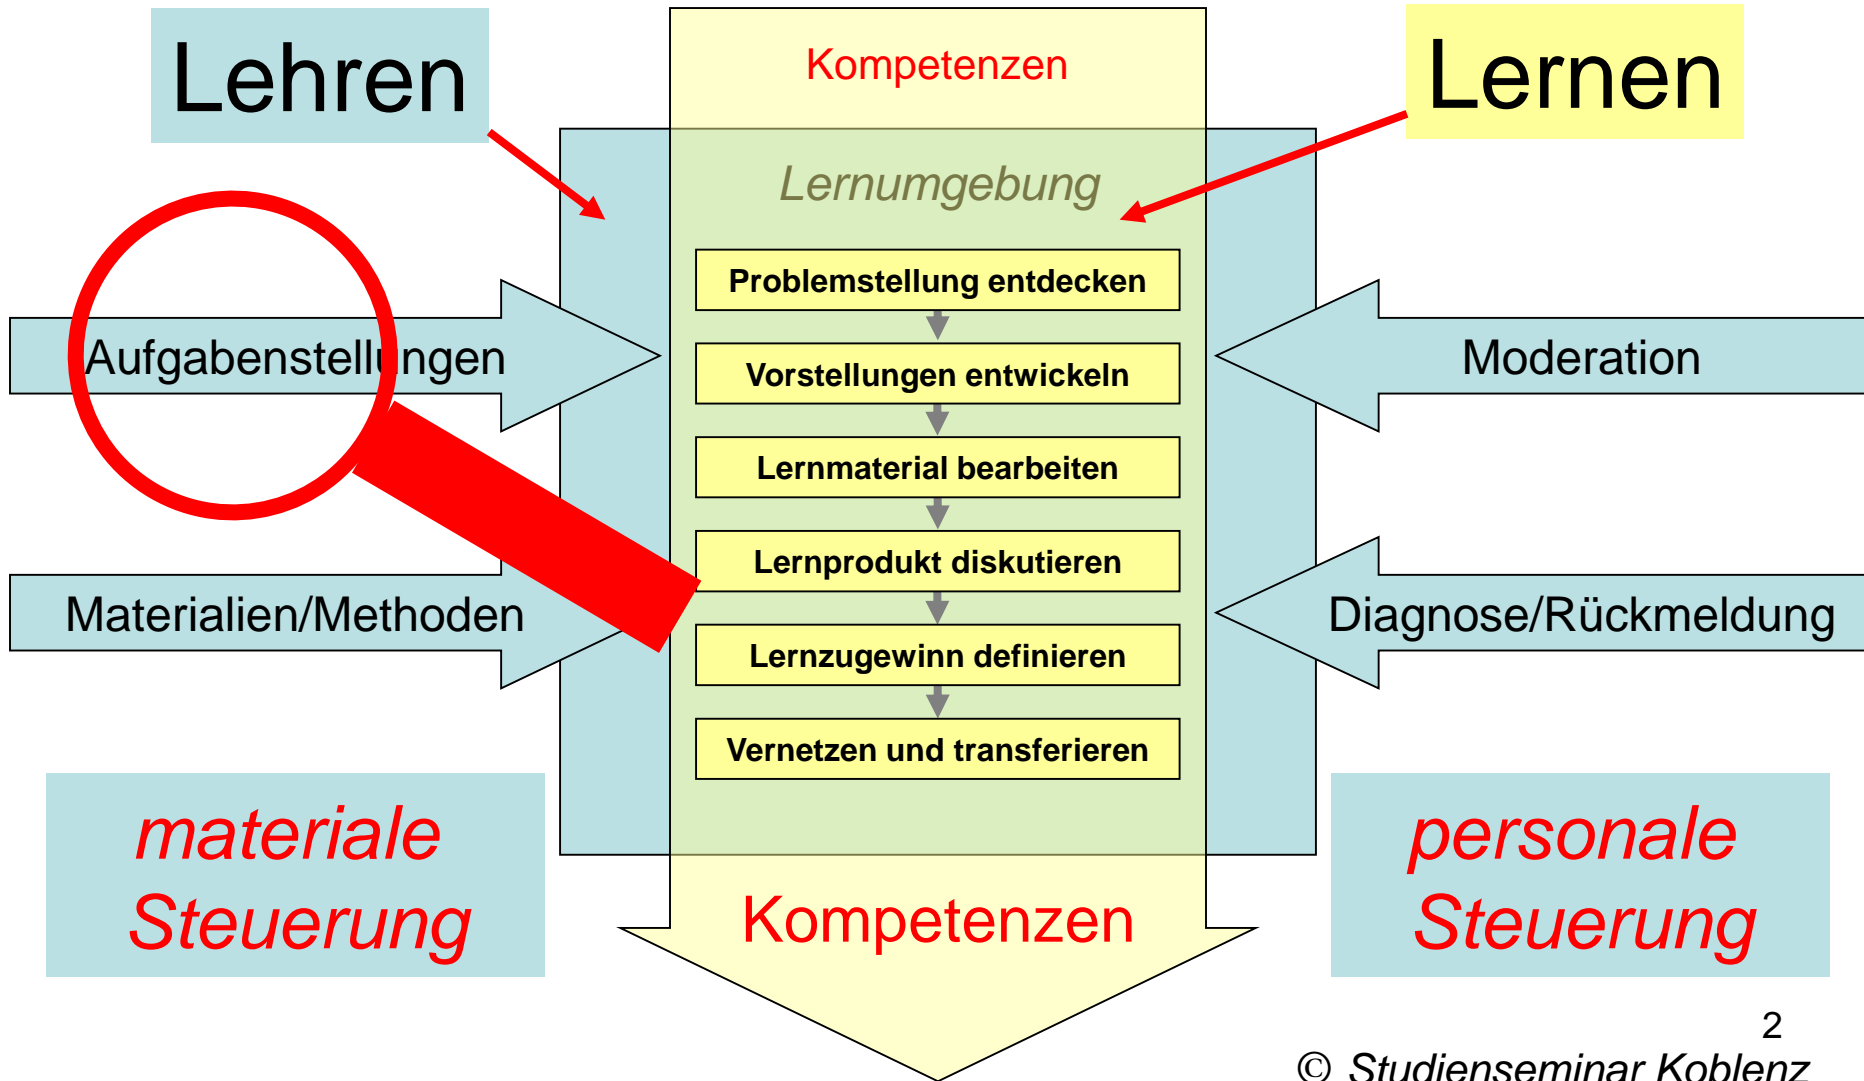 Lehren
Kompetenzen
Lernen
Lernumgebung
Problemstellung entdecken
Aufgabenstellungen
Vorstellungen entwickeln
Moderation
Lernmaterial bearbeiten
Lernprodukt diskutieren
Materialien/Methoden
Diagnose/Rückmeldung
Lernzugewinn definieren
Vernetzen und transferieren
materiale
Steuerung
Kompetenzen
personale
Steuerung
2
© Studienseminar Koblenz